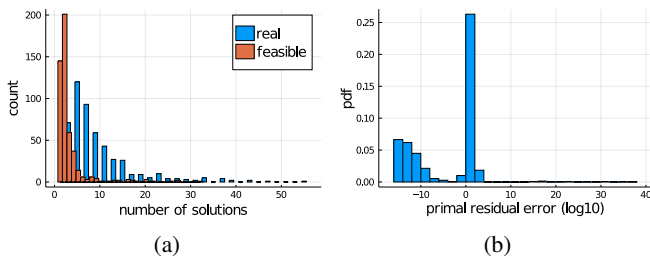 200
150
100
50
0
count
real
feasible
0
10
20
30
40
50
number of solutions
(a)
0.25
0.20
0.15
0.10
0.05
0.00
pdf
−10
0
10
20
30
40
primal residual error (log10)
(b)